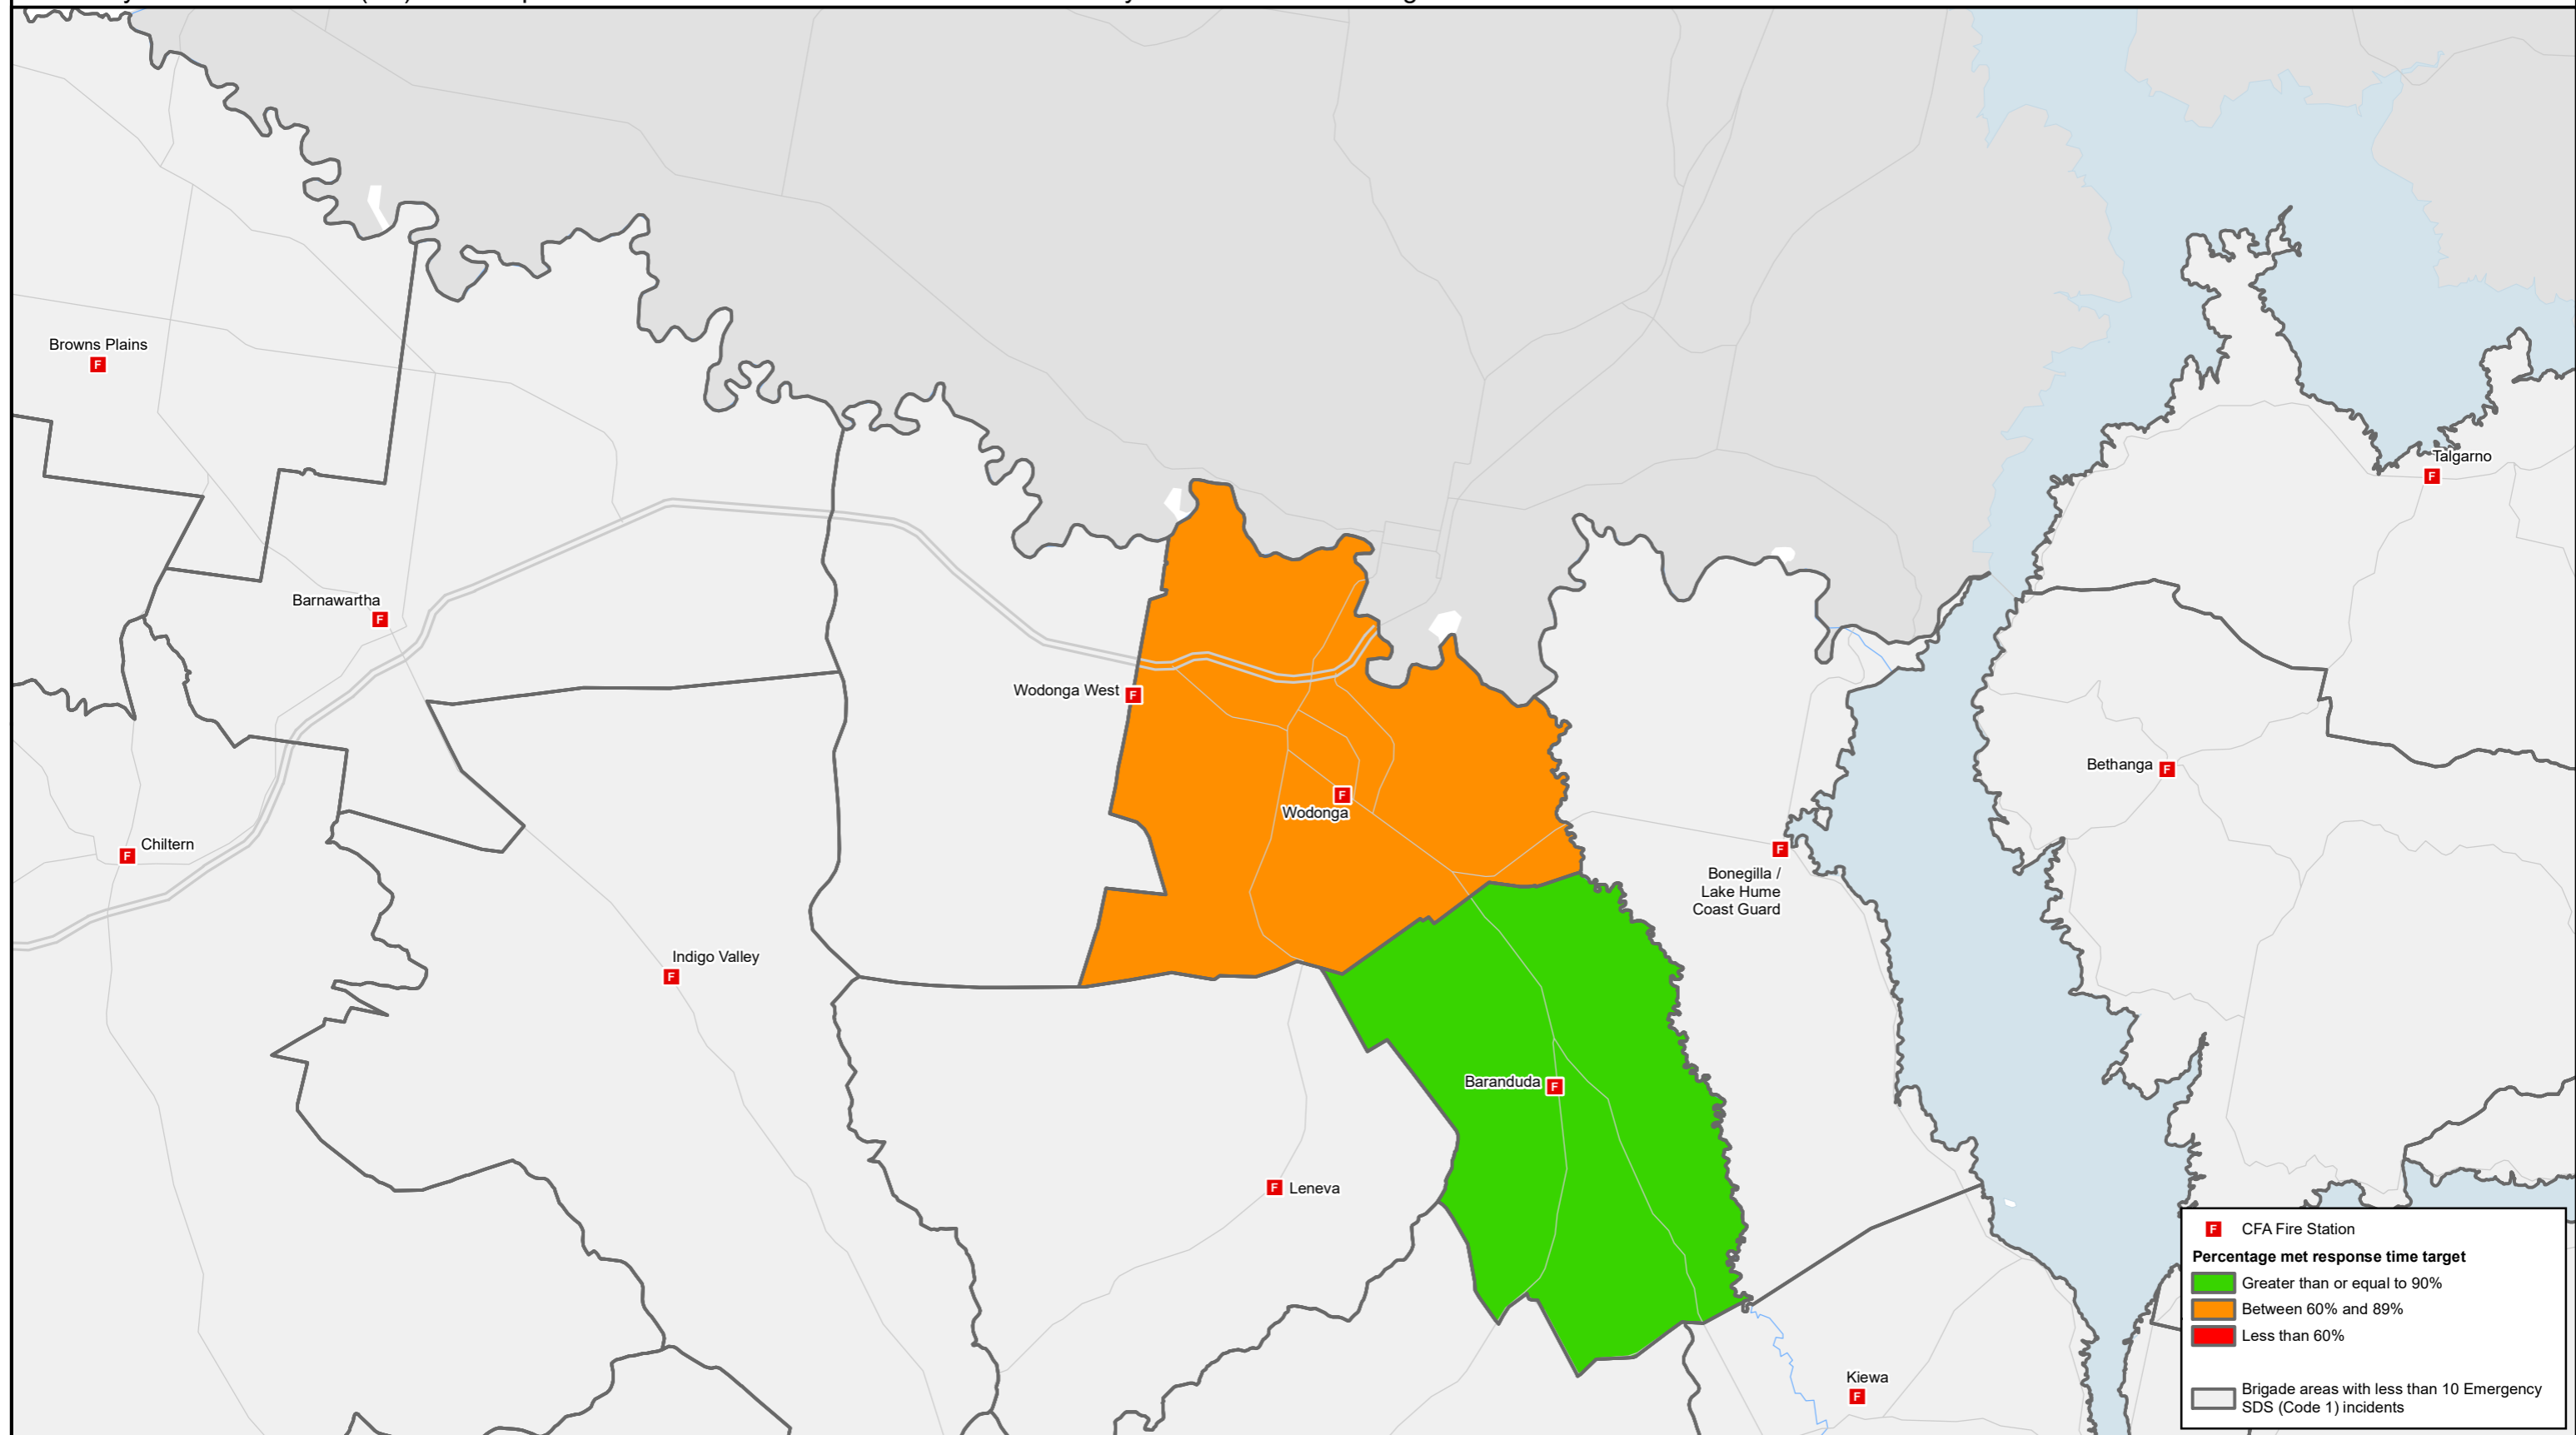 Browns Plains
F
Talgarno
F
Barnawartha
F
Wodonga West F
Bethanga F
F
Wodonga
Chiltern
F
F
Bonegilla /
Lake Hume
Coast Guard
Indigo Valley
F
Baranduda F
F Leneva
Kiewa
F
F CFA Fire Station
Percentage met response time target
Greater than or equal to 90%
Between 60% and 89%
Less than 60%
Brigade areas with less than 10 Emergency
SDS (Code 1) incidents